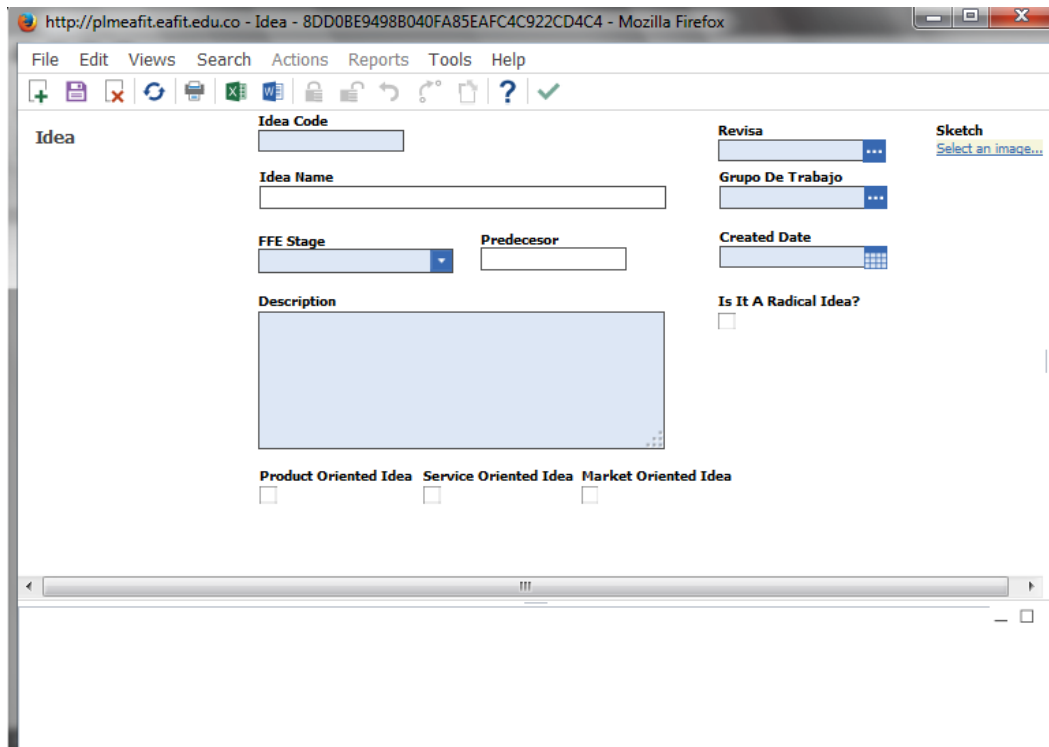 http://plmeafit.eafit.edu.co - Idea - 8DD0BE9498B040FA85EAFC4C922CD4C4 - Mozilla Firefox
File Edit Views Search Actions Reports Tools Help
Idea
Idea Code
Revisa
Sketch
Select an image...
Idea Name
Grupo De Trabajo
FFE Stage
Predecesor
Created Date
Description
Is It A Radical Idea?
Product Oriented Idea Service Oriented Idea Market Oriented Idea